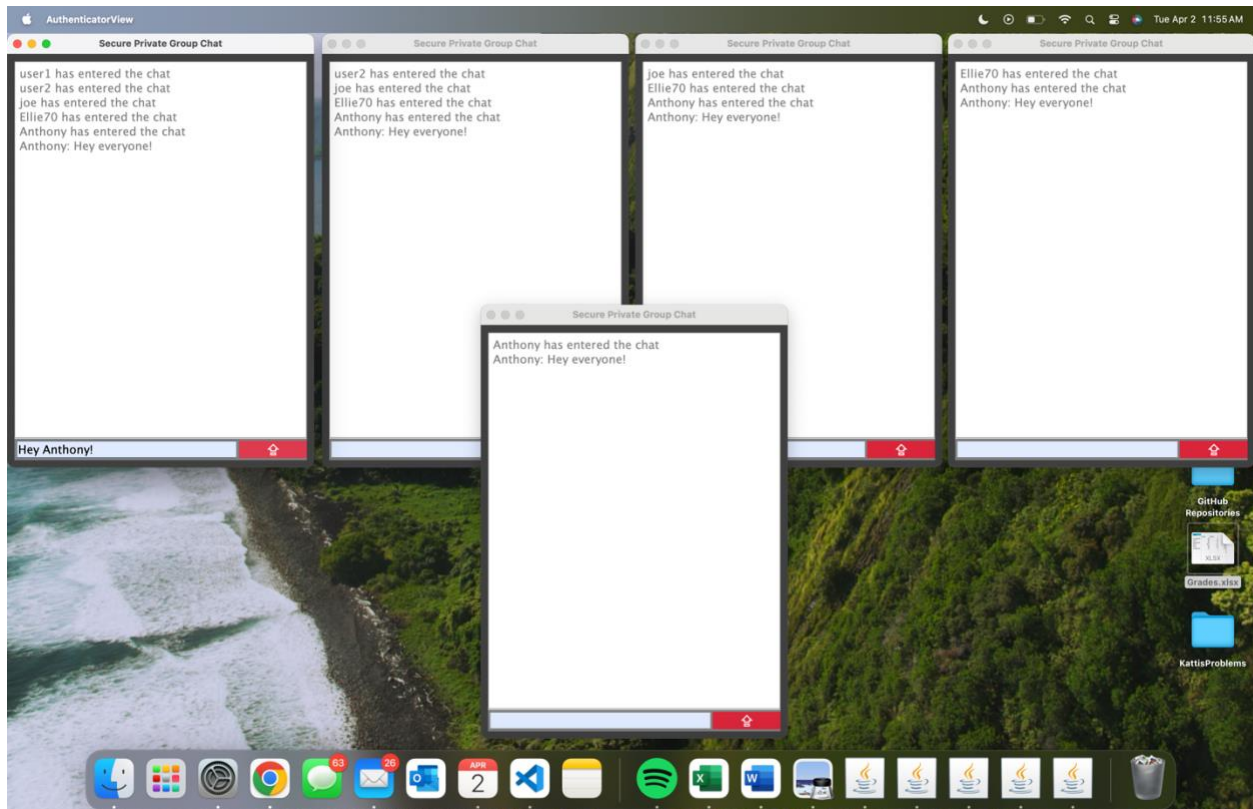 AuthenticatorView
Tue Apr 2 11:55 AM
Secure Private Group Chat
user1 has entered the chat
user2 has entered the chat
joe has entered the chat
Ellie70 has entered the chat
Anthony has entered the chat
Anthony: Hey everyone!
Hey Anthony!
Secure Private Group Chat
user2 has entered the chat
joe has entered the chat
Ellie70 has entered the chat
Anthony has entered the chat
Anthony: Hey everyone!
Secure Private Group Chat
joe has entered the chat
Ellie70 has entered the chat
Anthony has entered the chat
Anthony: Hey everyone!
Secure Private Group Chat
Ellie70 has entered the chat
Anthony has entered the chat
Anthony: Hey everyone!
Secure Private Group Chat
Anthony has entered the chat
Anthony: Hey everyone!
GitHub
Repositories
XLSX
Grades.xlsx
KattisProblems
63
26
APR
2